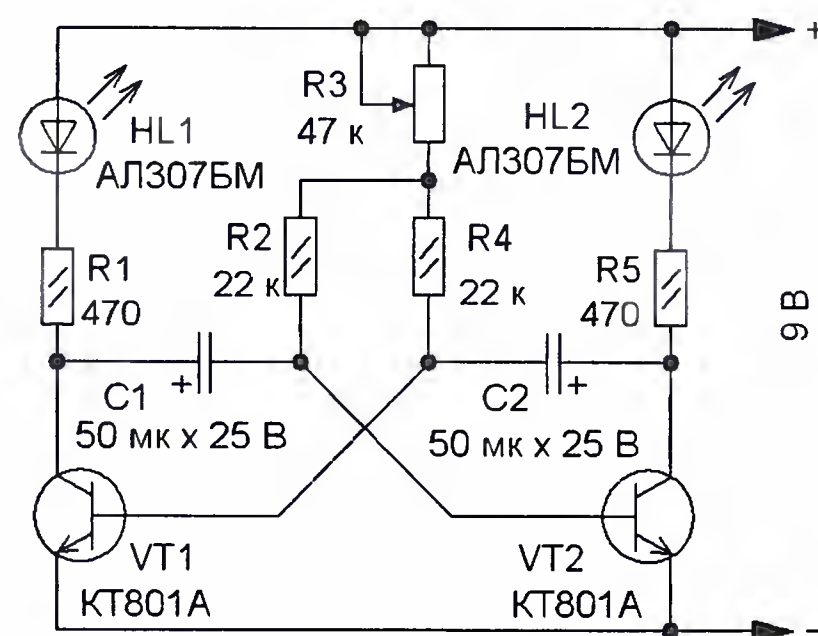 +
R3
47 к
HL1
АЛ307БМ
HL2
АЛ307БМ
R2
22 к
R4
22 к
R1
470
R5
470
9 В
C1
+
50 мк x 25 В
C2
+
50 мк x 25 В
VT1
КТ801А
VT2
КТ801А
-